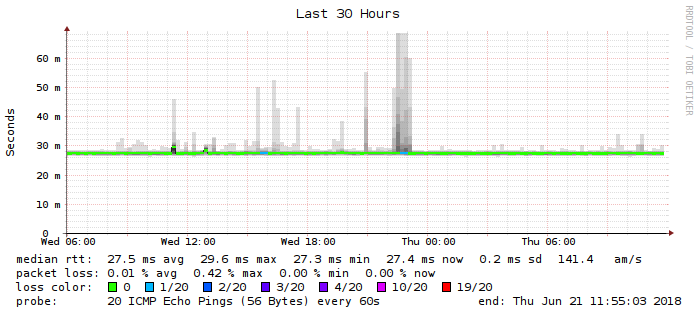 Last 30 Hours
RRDTOOL / TOBI OETIKER
Seconds
60 m
50 m
40 m
30 m
20 m
10 m
0
Wed 06:00 Wed 12:00 Wed 18:00 Thu 00:00 Thu 06:00
median rtt: 27.5 ms avg 29.6 ms max 27.3 ms min 27.4 ms now 0.2 ms sd 141.4 am/s
packet loss: 0.01 % avg 0.42 % max 0.00 % min 0.00 % now
loss color: 0 1/20 2/20 3/20 4/20 10/20 19/20
probe: 20 ICMP Echo Pings (56 Bytes) every 60s end: Thu Jun 21 11:55:03 2018